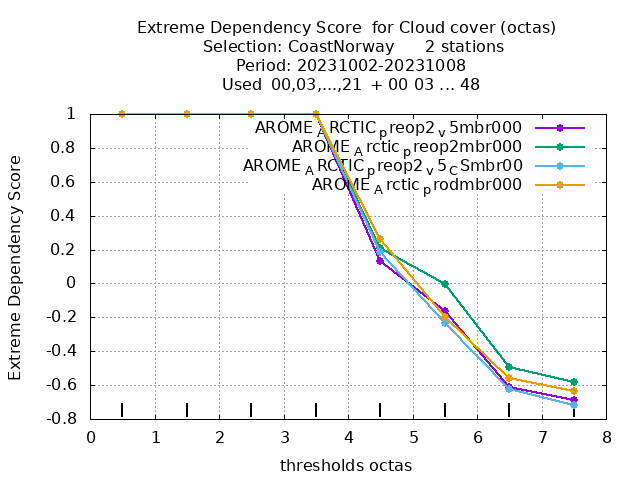 Extreme Dependency Score  for Cloud cover (octas)
Selection: CoastNorway      2 stations
Period: 20231002-20231008
Used  00,03,...,21  + 00 03 ... 48
AROME_ARCTIC_preop2_v5mbr000
AROME_Arctic_preop2mbr000
AROME_ARCTIC_preop2_v5_CSmbr00
AROME_Arctic_prodmbr000
Extreme Dependency Score
1
0.8
0.6
0.4
0.2
0
-0.2
-0.4
-0.6
-0.8
0 1 2 3 4 5 6 7 8
thresholds octas